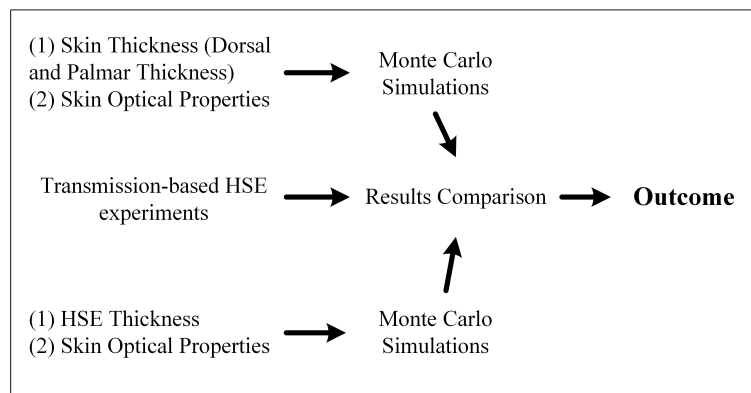 (1) Skin Thickness (Dorsal
and Palmar Thickness)
(2) Skin Optical Properties
Monte Carlo
Simulations
Transmission-based HSE
experiments
Results Comparison
Outcome
(1) HSE Thickness
(2) Skin Optical Properties
Monte Carlo
Simulations